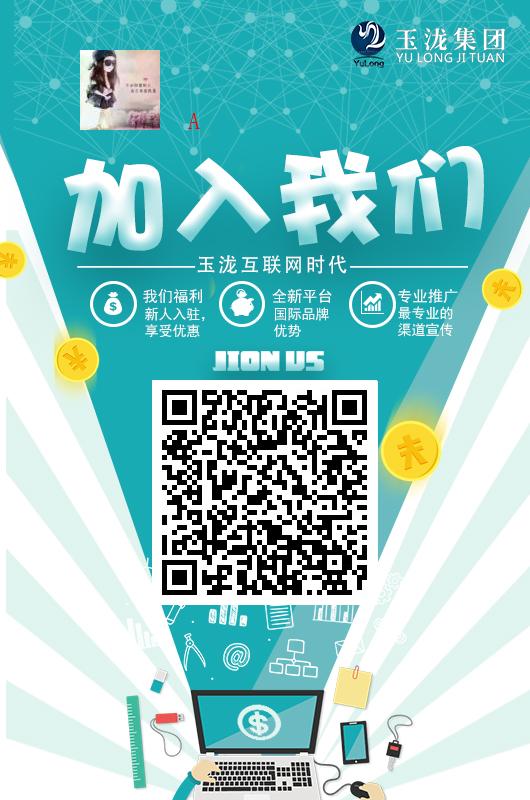 玉泷集团
YuLong
YU LONG JI TUAN
A
加入我们
玉泷互联网时代
我们福利
新人入驻，
享受优惠
全新平台
国际品牌
优势
专业推广
最专业的
渠道宣传
JION US